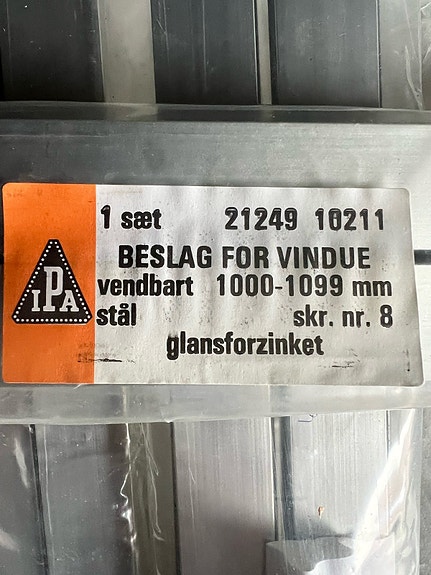 1 sæt 21249 10211
BESLAG FOR VINDUE
vendbart 1000-1099 mm
stål skr. nr. 8
glansforzinket
IPA